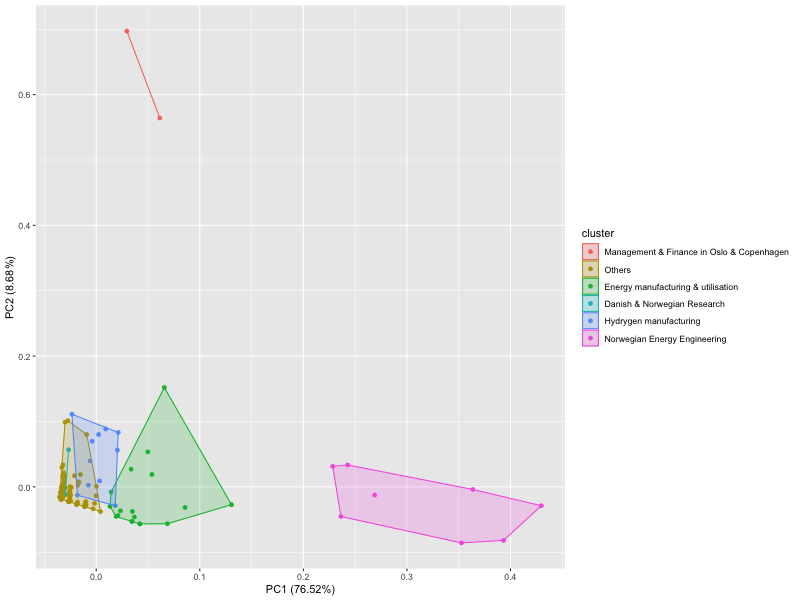 0.6
0.4
0.2
0.0
PC2 (8.68%)
0.0 0.1 0.2 0.3 0.4
PC1 (76.52%)
cluster
Management & Finance in Oslo & Copenhagen
Others
Energy manufacturing & utilisation
Danish & Norwegian Research
Hydrygen manufacturing
Norwegian Energy Engineering